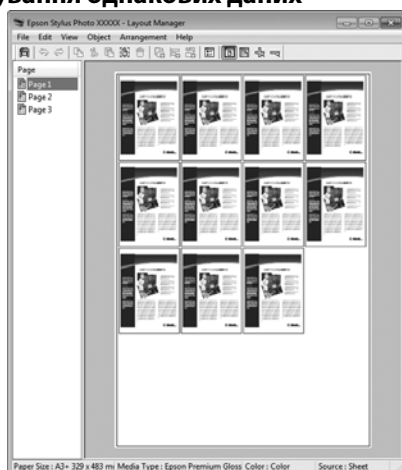 вання однакових даних
Epson Stylus Photo XXXXX - Layout Manager
File Edit View Object Arrangement Help
Page
Page 1
Page 2
Page 3
Paper Size : A3+ 329 x 483 mi Media Type : Epson Premium Gloss Color : Color Source : Sheet